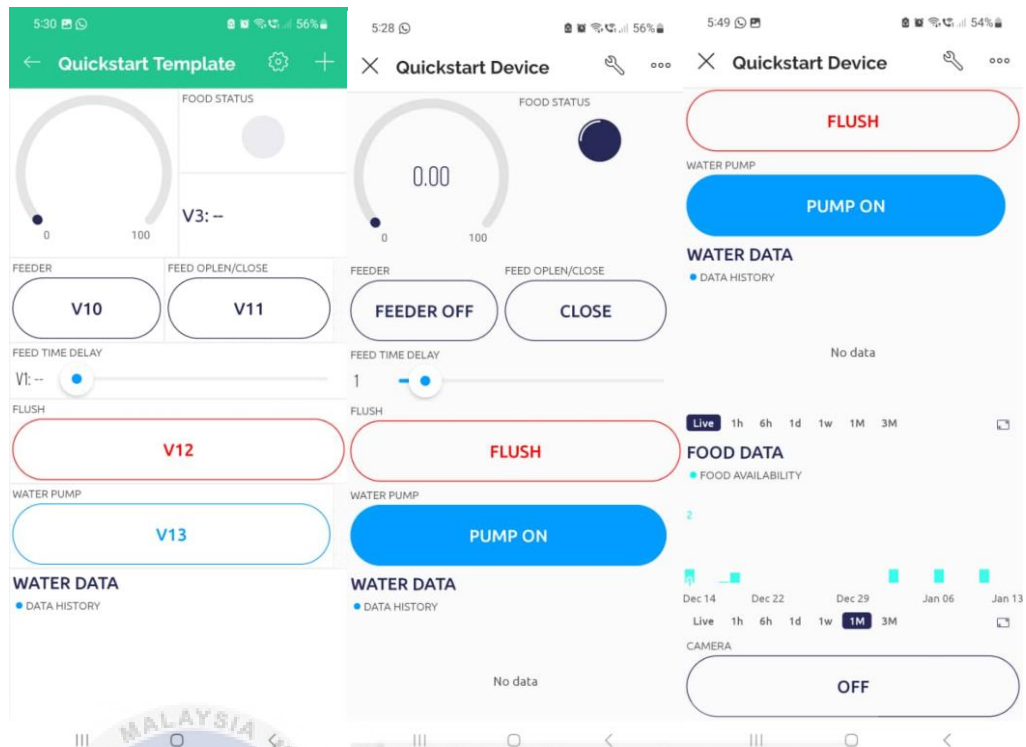 5:30 56%
Quickstart Template
FOOD STATUS
V3: --
0 100
FEEDER FEED OPLEN/CLOSE
V10 V11
FEED TIME DELAY
V1: --
FLUSH
V12
WATER PUMP
V13
WATER DATA
DATA HISTORY
MALAYSIA
5:28 56%
Quickstart Device
FOOD STATUS
0.00
0 100
FEEDER FEED OPLEN/CLOSE
FEEDER OFF CLOSE
FEED TIME DELAY
1
FLUSH
FLUSH
WATER PUMP
PUMP ON
WATER DATA
DATA HISTORY
No data
5:49 54%
Quickstart Device
FLUSH
WATER PUMP
PUMP ON
WATER DATA
DATA HISTORY
No data
Live 1h 6h 1d 1w 1M 3M
FOOD DATA
FOOD AVAILABILITY
2
0
Dec 14 Dec 22 Dec 29 Jan 06 Jan 13
Live 1h 6h 1d 1w 1M 3M
CAMERA
OFF